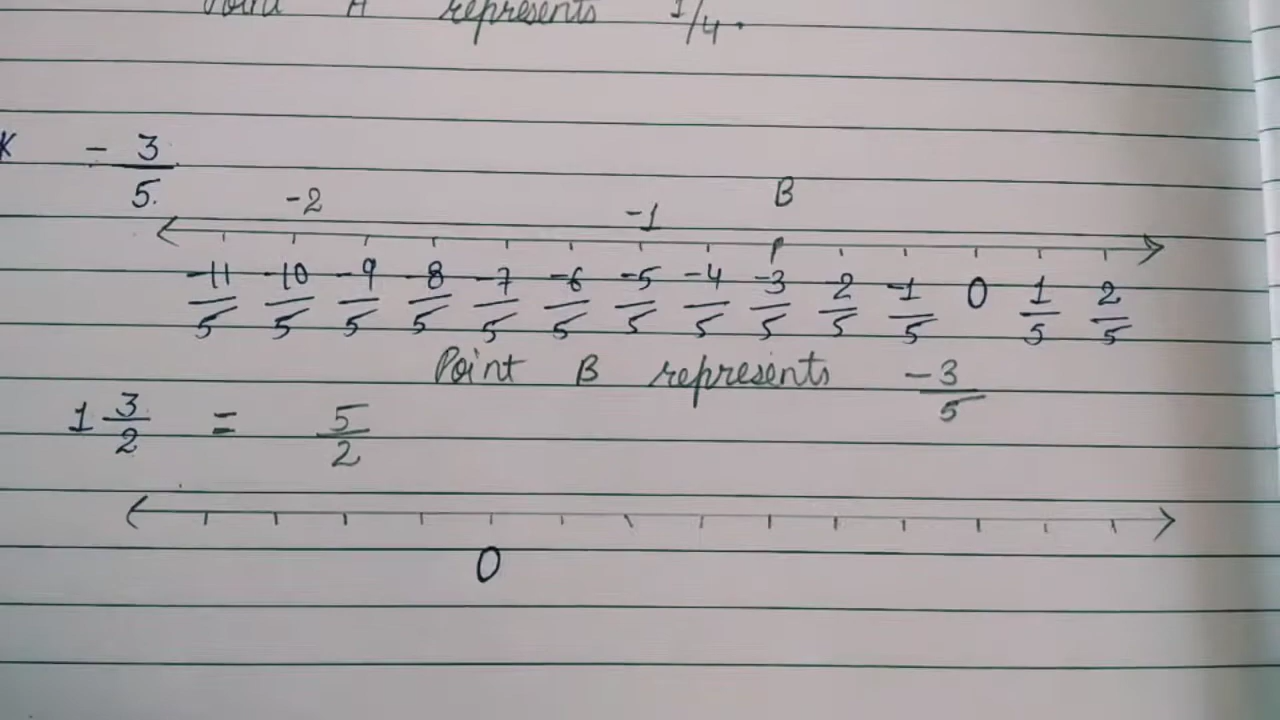 Point A represents 1/4.
K - 3/5.
-2 -1 B
-11/5 -10/5 -9/5 -8/5 -7/5 -6/5 -5/5 -4/5 -3/5 -2/5 -1/5 0 1/5 2/5
Point B represents -3/5
1 3/2 = 5/2
0